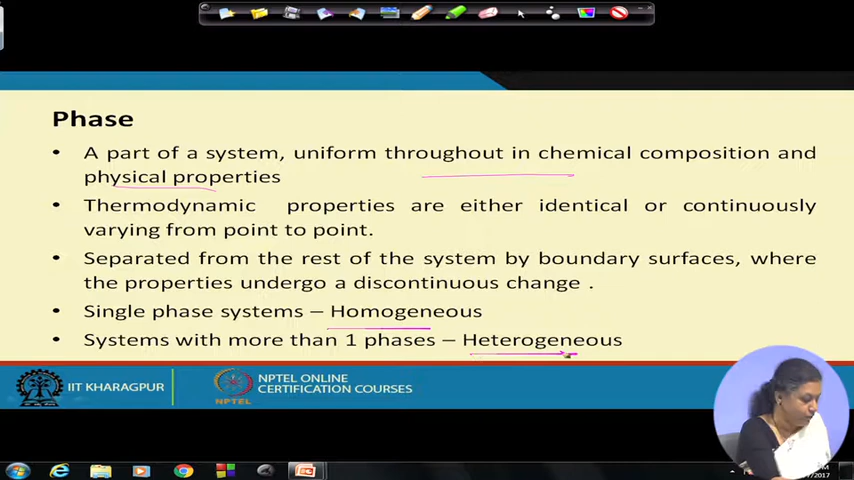 Phase
• A part of a system, uniform throughout in chemical composition and
physical properties
• Thermodynamic properties are either identical or continuously
varying from point to point.
• Separated from the rest of the system by boundary surfaces, where
the properties undergo a discontinuous change .
• Single phase systems – Homogeneous
• Systems with more than 1 phases – Heterogeneous
IIT KHARAGPUR
NPTEL
NPTEL ONLINE
CERTIFICATION COURSES